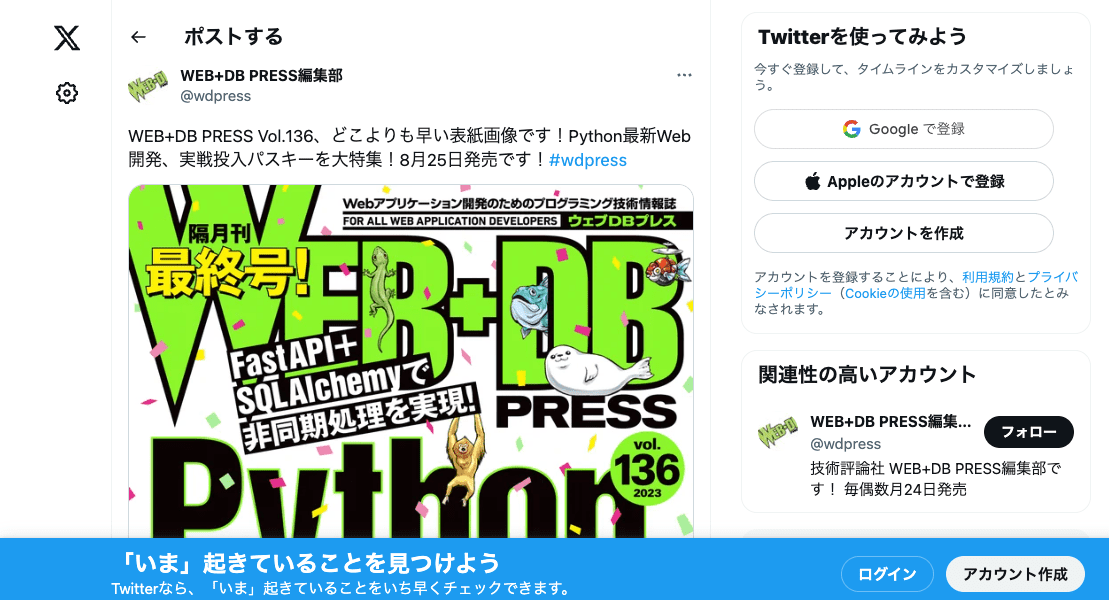 ポストする
WEB+DB PRESS編集部
@wdpress
WEB+DB PRESS Vol.136、どこよりも早い表紙画像です！Python最新Web
開発、実戦投入パスキーを大特集！8月25日発売です！#wdpress
Webアプリケーション開発のためのプログラミング技術情報誌
FOR ALL WEB APPLICATION DEVELOPERS ウェブDBプレス
隔月刊
最終号!
WEB+DB
PRESS
FastAPI+
SQLAlchemyで
非同期処理を実現!
vol.
136
2023
Python
Twitterを使ってみよう
今すぐ登録して、タイムラインをカスタマイズしましょ
う。
Google で登録
Appleのアカウントで登録
アカウントを作成
アカウントを登録することにより、利用規約とプライバ
シーポリシー（Cookieの使用を含む）に同意したとみ
なされます。
関連性の高いアカウント
WEB+DB PRESS編集...
@wdpress
フォロー
技術評論社 WEB+DB PRESS編集部で
す！ 毎偶数月24日発売
「いま」起きていることを見つけよう
Twitterなら、「いま」起きていることをいち早くチェックできます。
ログイン
アカウント作成